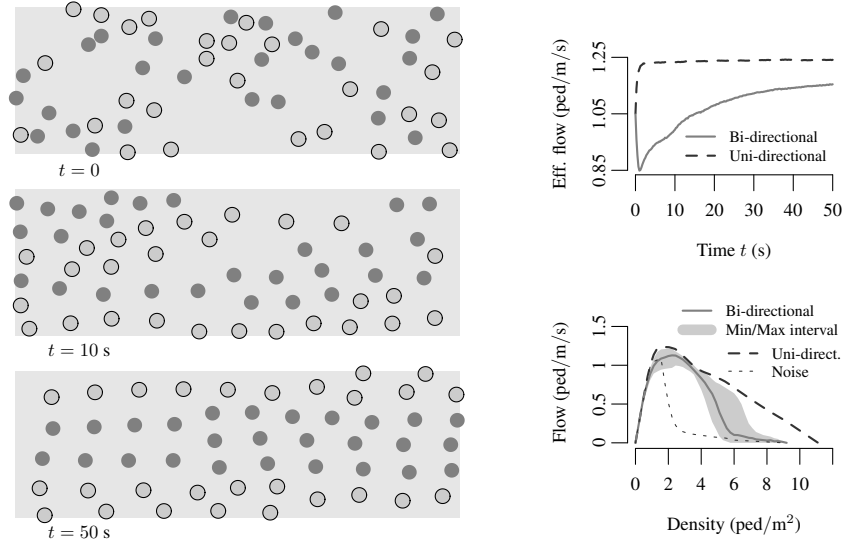 t = 0
t = 10 s
t = 50 s
Eff. flow (ped/m/s)
1.25
1.05
0.85
Bi-directional
Uni-directional
0 10 20 30 40 50
Time t (s)
Bi-directional
Min/Max interval
Uni-direct.
Noise
Flow (ped/m/s)
1.5
1
0.5
0
0 2 4 6 8 10
Density (ped/m²)